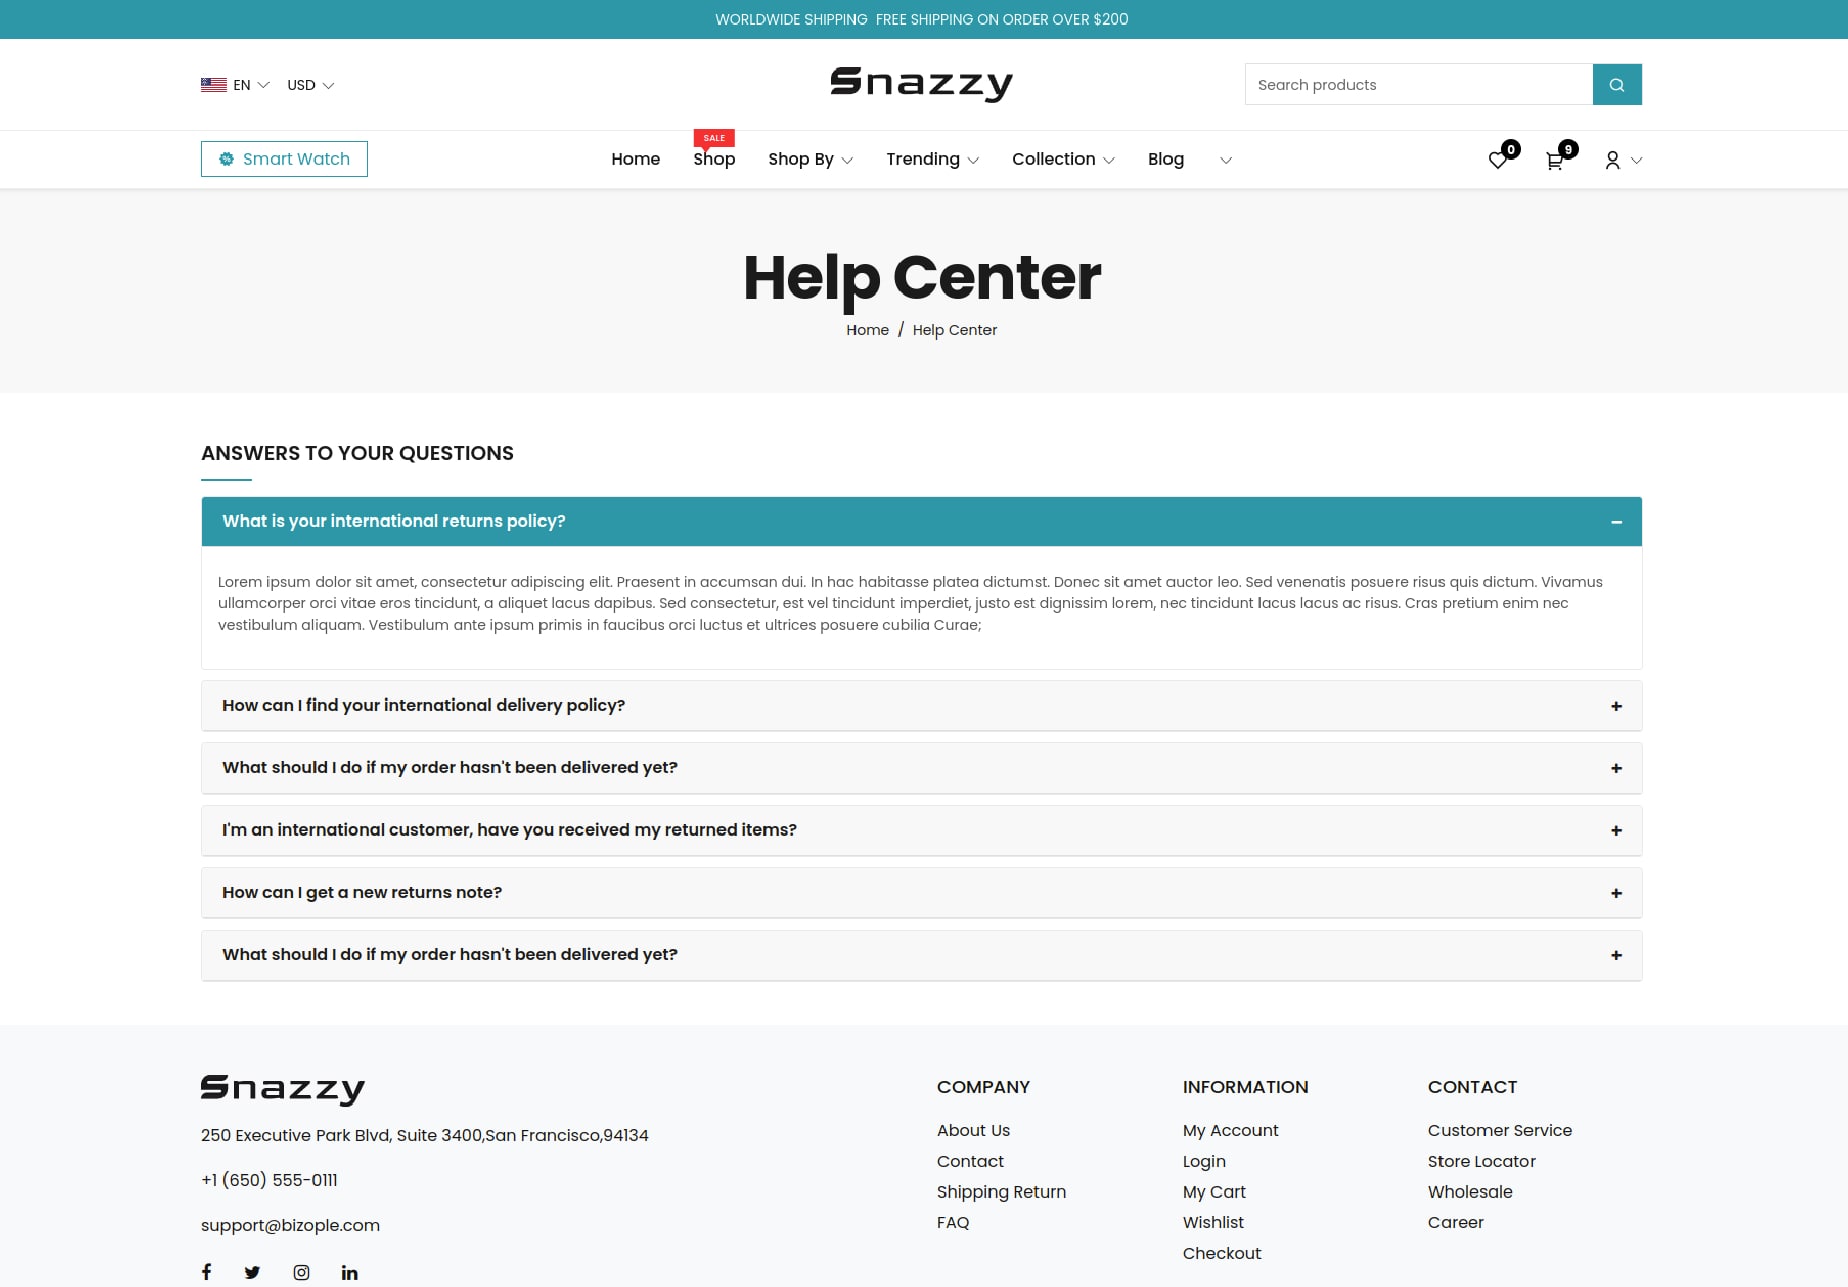 WORLDWIDE SHIPPING FREE SHIPPING ON ORDER OVER $200
EN USD
Snazzy
Search products
Smart Watch
SALE
Home Shop Shop By Trending Collection Blog
0 9
Help Center
Home / Help Center
ANSWERS TO YOUR QUESTIONS
What is your international returns policy?
Lorem ipsum dolor sit amet, consectetur adipiscing elit. Praesent in accumsan dui. In hac habitasse platea dictumst. Donec sit amet auctor leo. Sed venenatis posuere risus quis dictum. Vivamus
ullamcorper orci vitae eros tincidunt, a aliquet lacus dapibus. Sed consectetur, est vel tincidunt imperdiet, justo est dignissim lorem, nec tincidunt lacus lacus ac risus. Cras pretium enim nec
vestibulum aliquam. Vestibulum ante ipsum primis in faucibus orci luctus et ultrices posuere cubilia Curae;
How can I find your international delivery policy?
What should I do if my order hasn't been delivered yet?
I'm an international customer, have you received my returned items?
How can I get a new returns note?
What should I do if my order hasn't been delivered yet?
Snazzy
250 Executive Park Blvd, Suite 3400,San Francisco,94134
+1 (650) 555-0111
support@bizople.com
COMPANY
About Us
Contact
Shipping Return
FAQ
INFORMATION
My Account
Login
My Cart
Wishlist
Checkout
CONTACT
Customer Service
Store Locator
Wholesale
Career